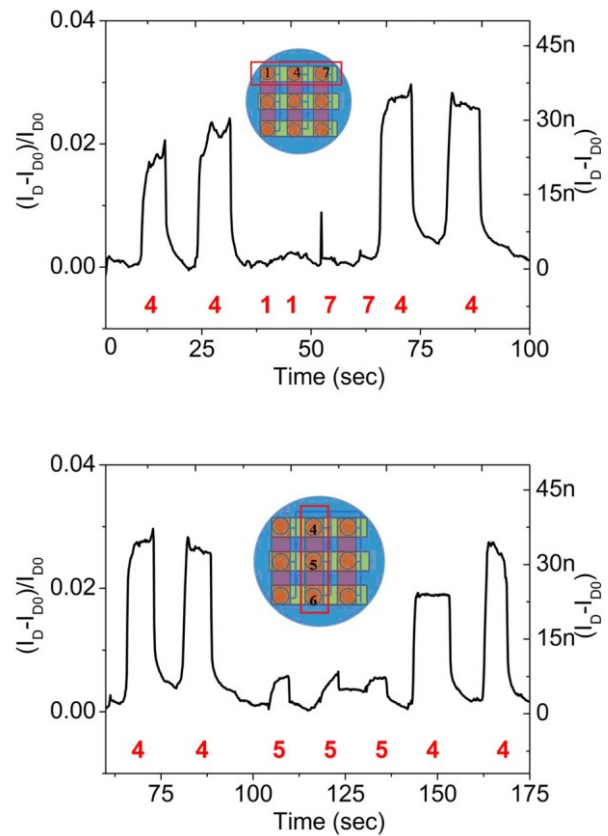 0.04
0.02
0.00
(I_D-I_D0)/I_D0
45n
30n
15n
0
(I_D-I_D0)
1 4 7
4 4 1 1 7 7 4 4
0 25 50 75 100
Time (sec)
0.04
0.02
0.00
(I_D-I_D0)/I_D0
45n
30n
15n
0
(I_D-I_D0)
4
5
6
4 4 5 5 5 4 4
75 100 125 150 175
Time (sec)